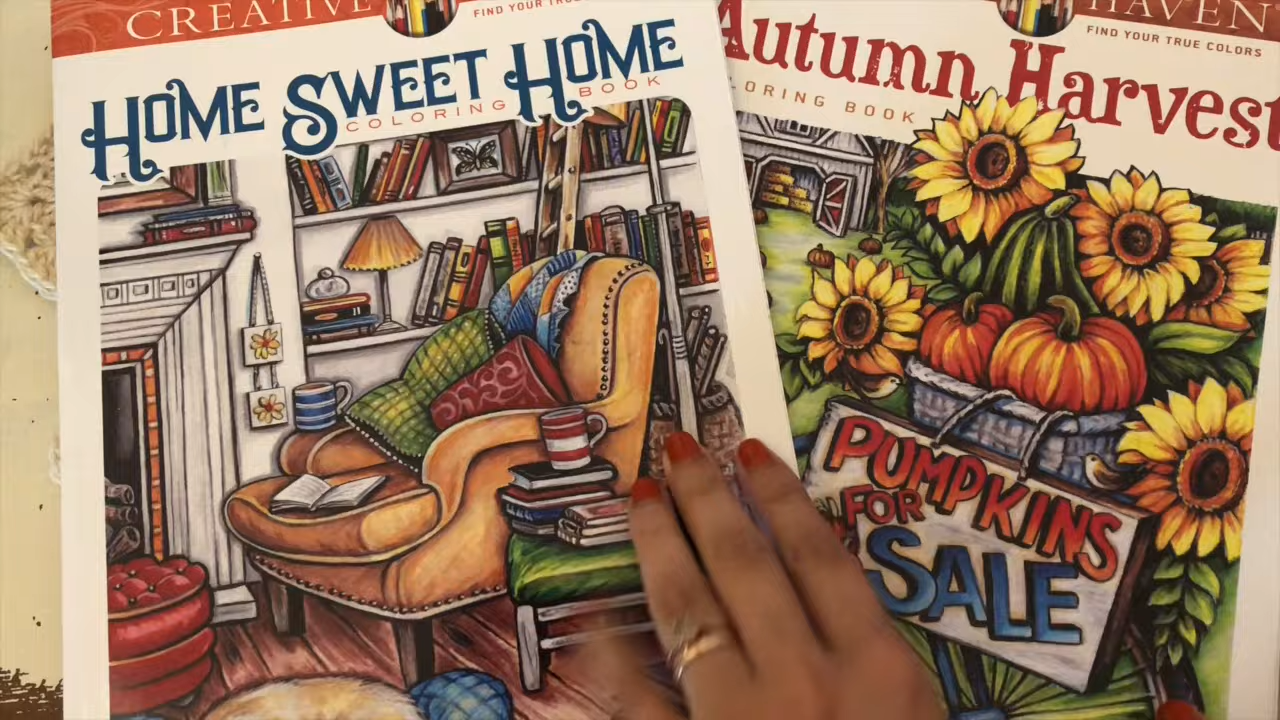 CREATIVE
FIND YOUR TRUE
HOME SWEET HOME
COLORING BOOK
HAVEN
FIND YOUR TRUE COLORS
Autumn Harvest
ORING BOOK
PUMPKINS
FOR
SALE